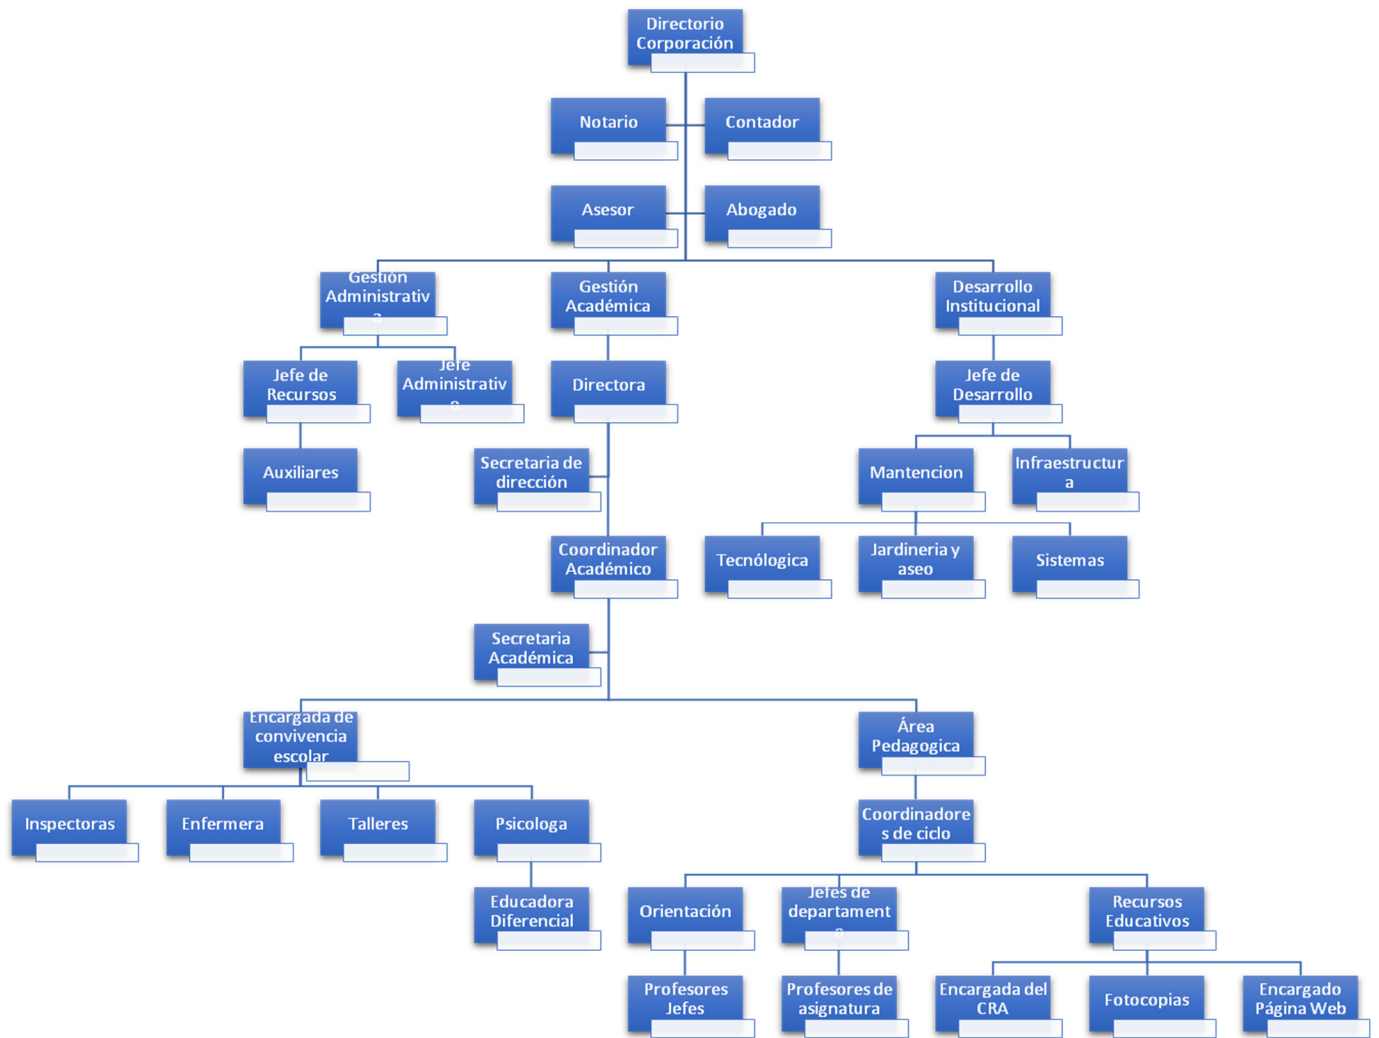 Directorio
Corporación
Notario
Contador
Asesor
Abogado
Gestión
Administrativ
a
Gestión
Académica
Desarrollo
Institucional
Jefe de
Recursos
Jefe
Administrativ
o
Directora
Jefe de
Desarrollo
Auxiliares
Secretaria de
dirección
Mantencion
Infraestructur
a
Coordinador
Académico
Tecnólogica
Jardineria y
aseo
Sistemas
Secretaria
Académica
Encargada de
convivencia
escolar
Área
Pedagogica
Inspectoras
Enfermera
Talleres
Psicologa
Coordinadore
s de ciclo
Educadora
Diferencial
Orientación
Jefes de
departament
o
Recursos
Educativos
Profesores
Jefes
Profesores de
asignatura
Encargada del
CRA
Fotocopias
Encargado
Página Web